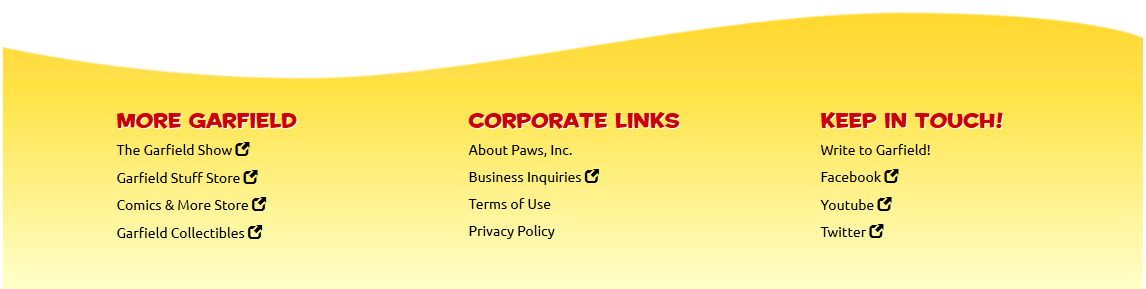 MORE GARFIELD
The Garfield Show
Garfield Stuff Store
Comics & More Store
Garfield Collectibles
CORPORATE LINKS
About Paws, Inc.
Business Inquiries
Terms of Use
Privacy Policy
KEEP IN TOUCH!
Write to Garfield!
Facebook
Youtube
Twitter